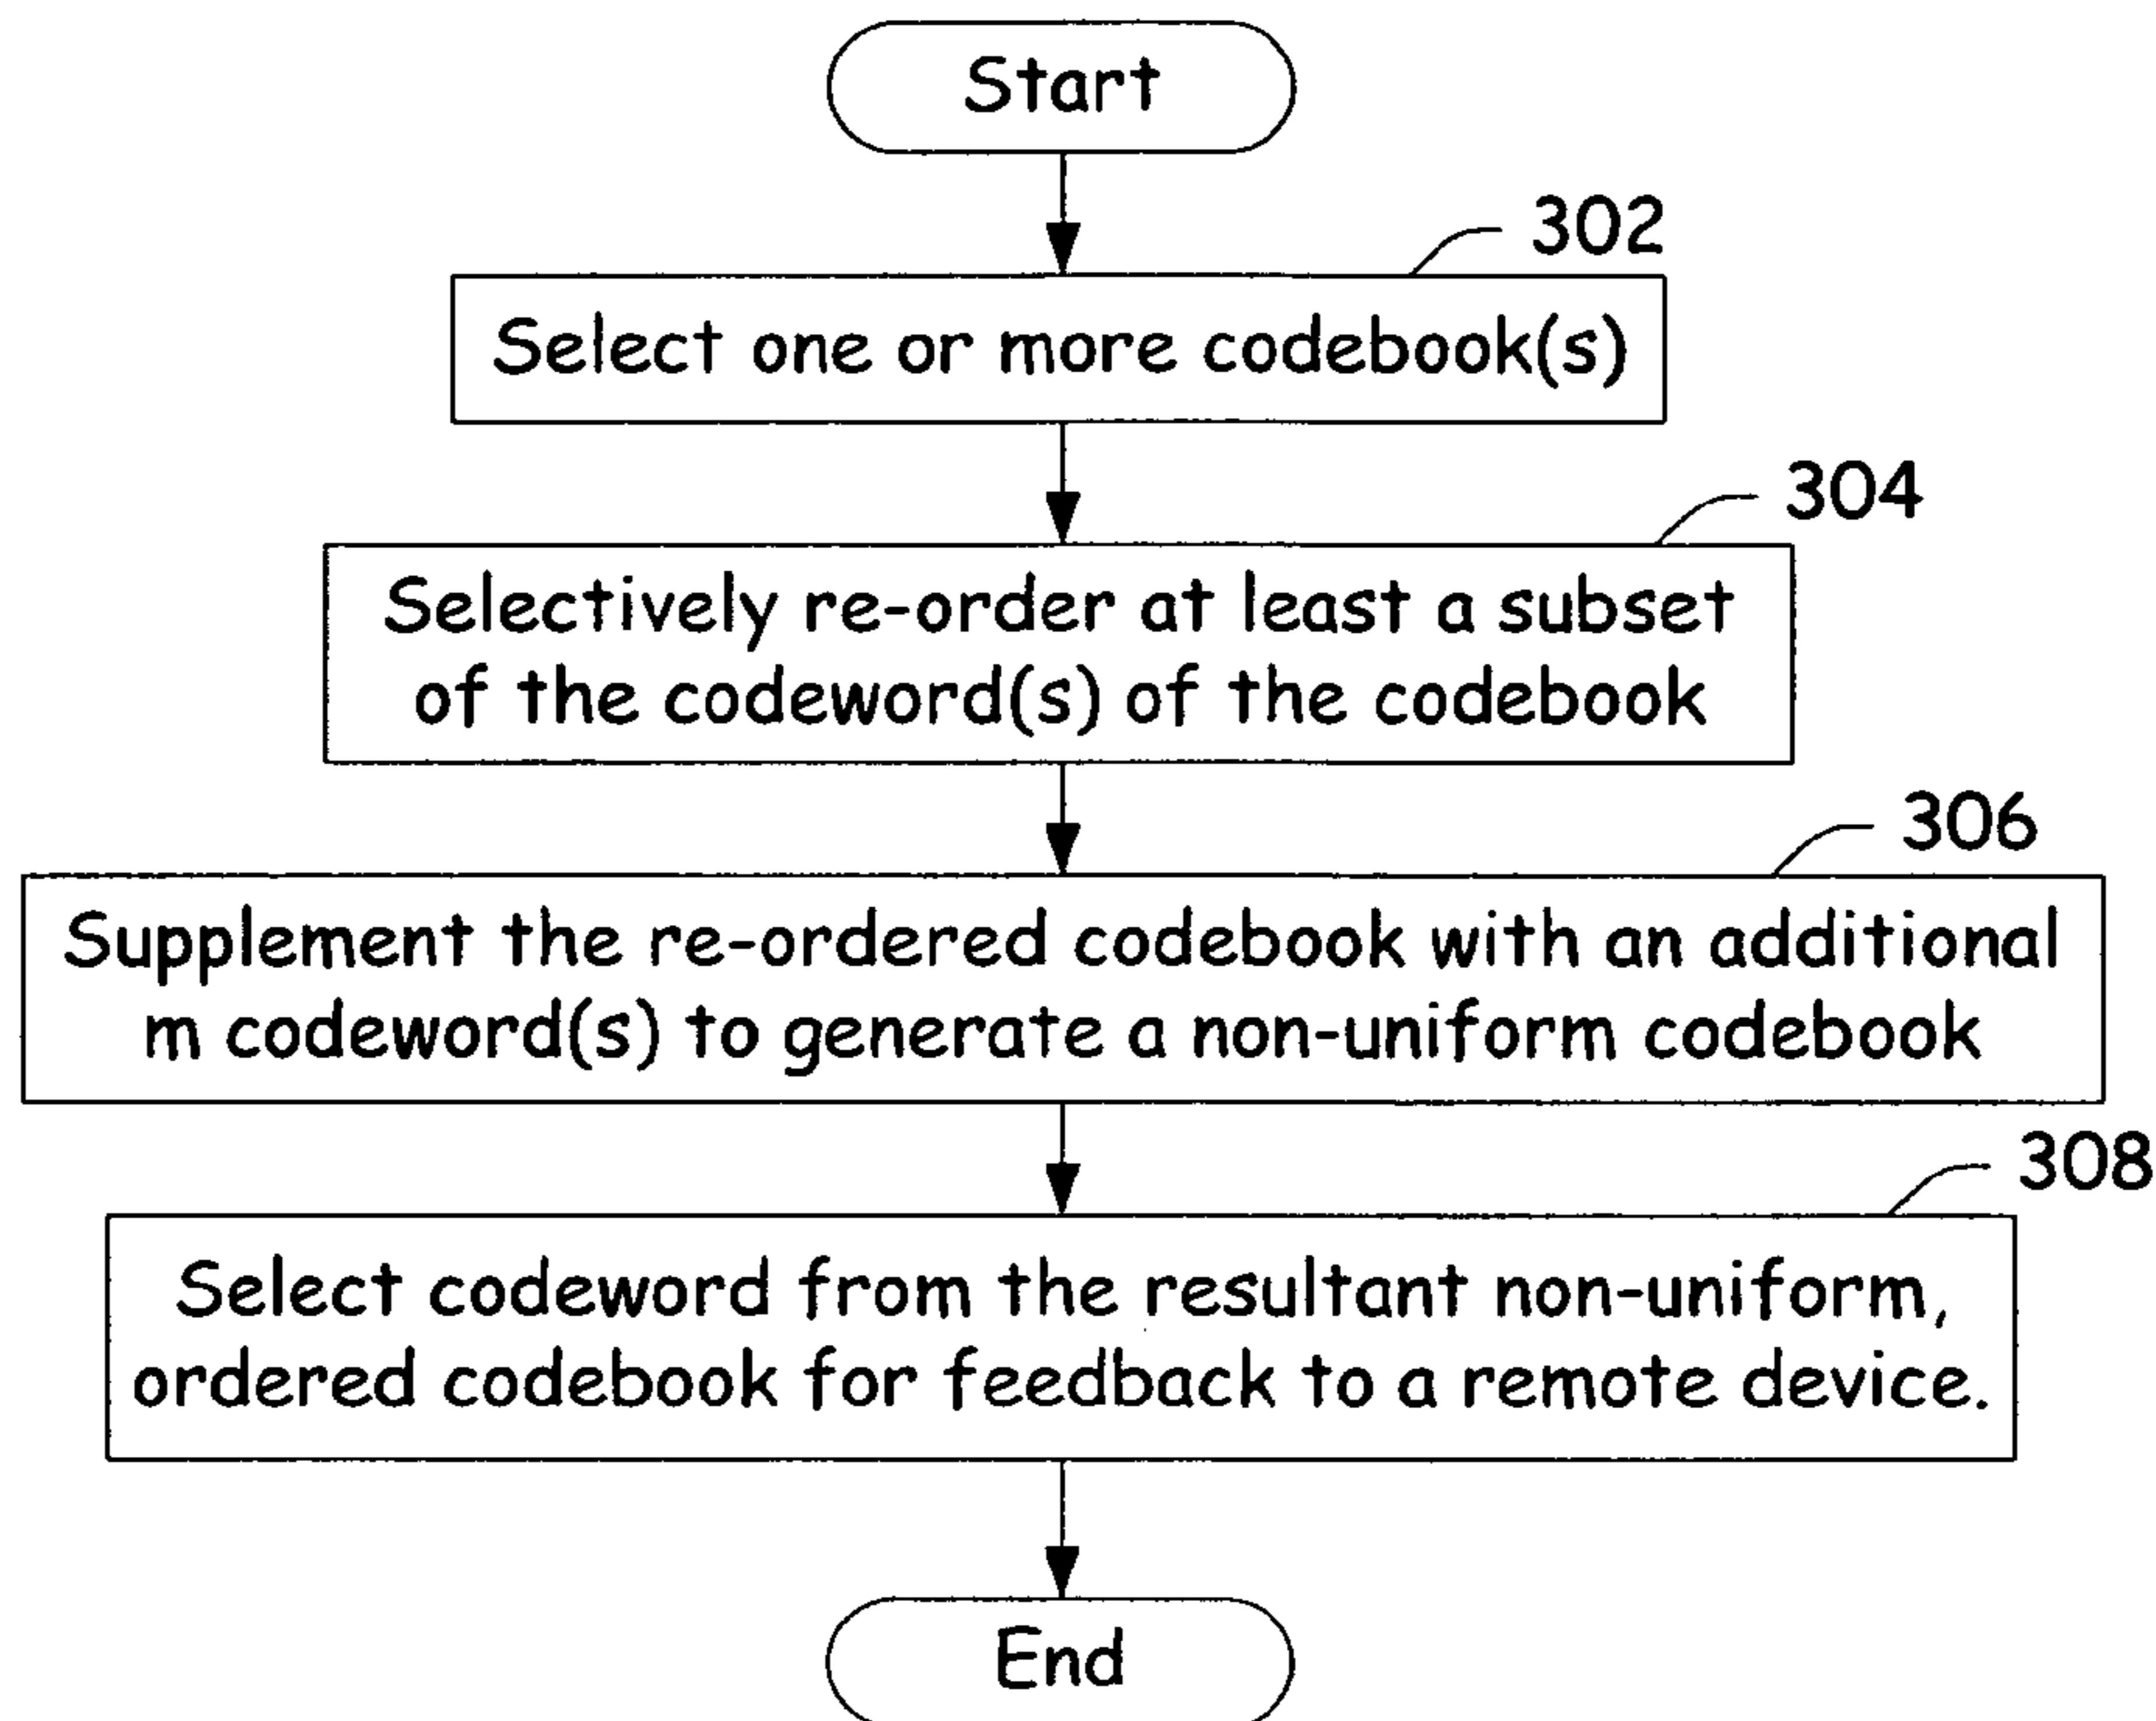 Start
302
Select one or more codebook(s)
304
Selectively re-order at least a subset
of the codeword(s) of the codebook
306
Supplement the re-ordered codebook with an additional
m codeword(s) to generate a non-uniform codebook
308
Select codeword from the resultant non-uniform,
ordered codebook for feedback to a remote device.
End